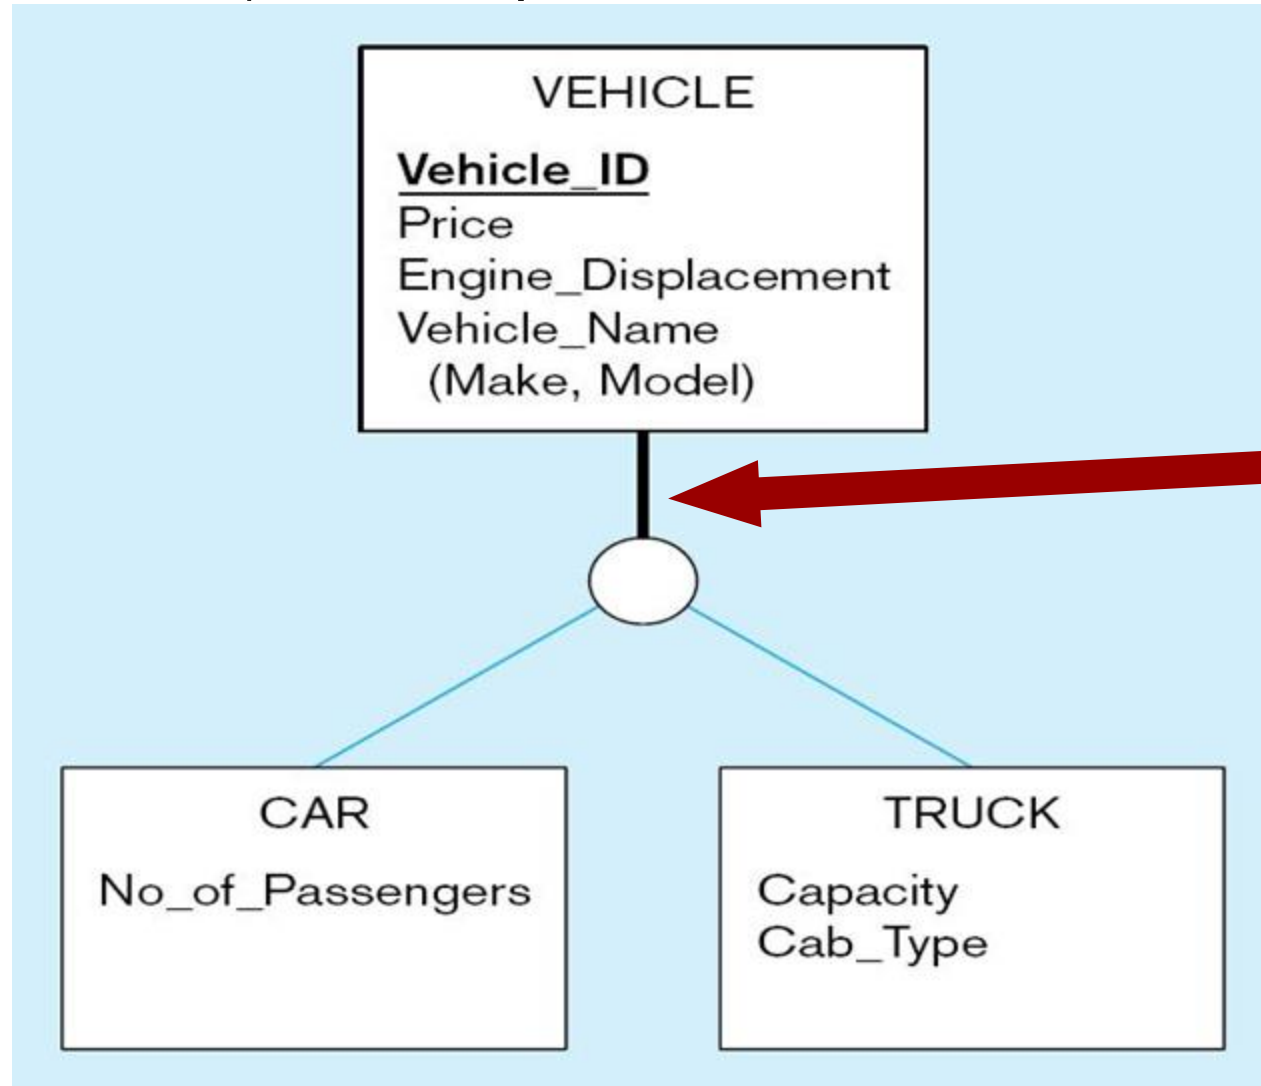 VEHICLE
Vehicle_ID
Price
Engine_Displacement
Vehicle_Name
(Make, Model)
CAR
No_of_Passengers
TRUCK
Capacity
Cab_Type